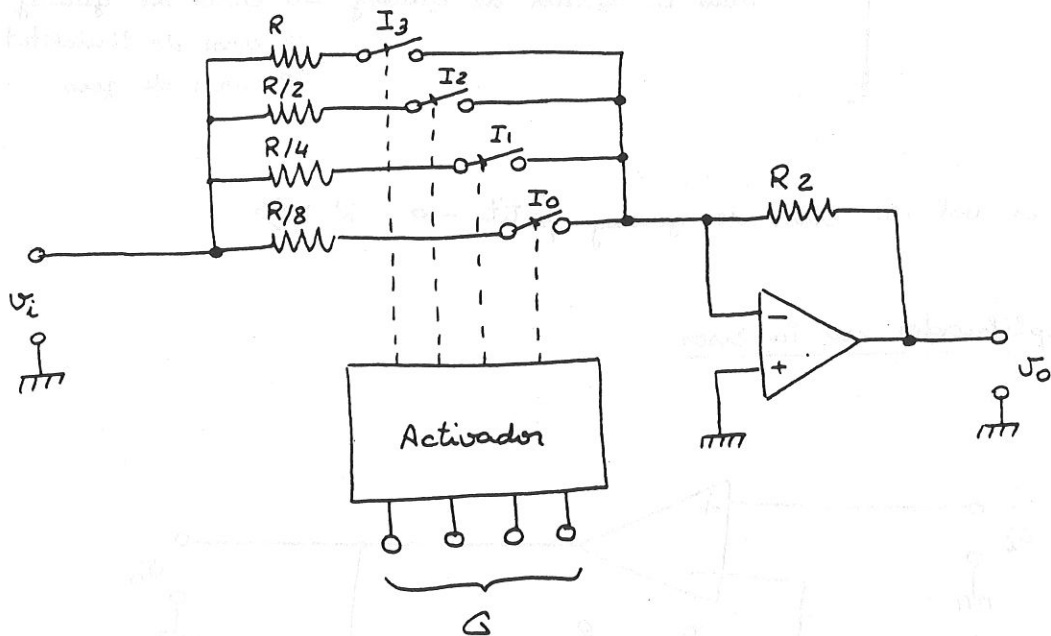 R I3
R/2 I2
R/4 I1
R/8 I0
R2
vi
−
+
vo
Activador
G